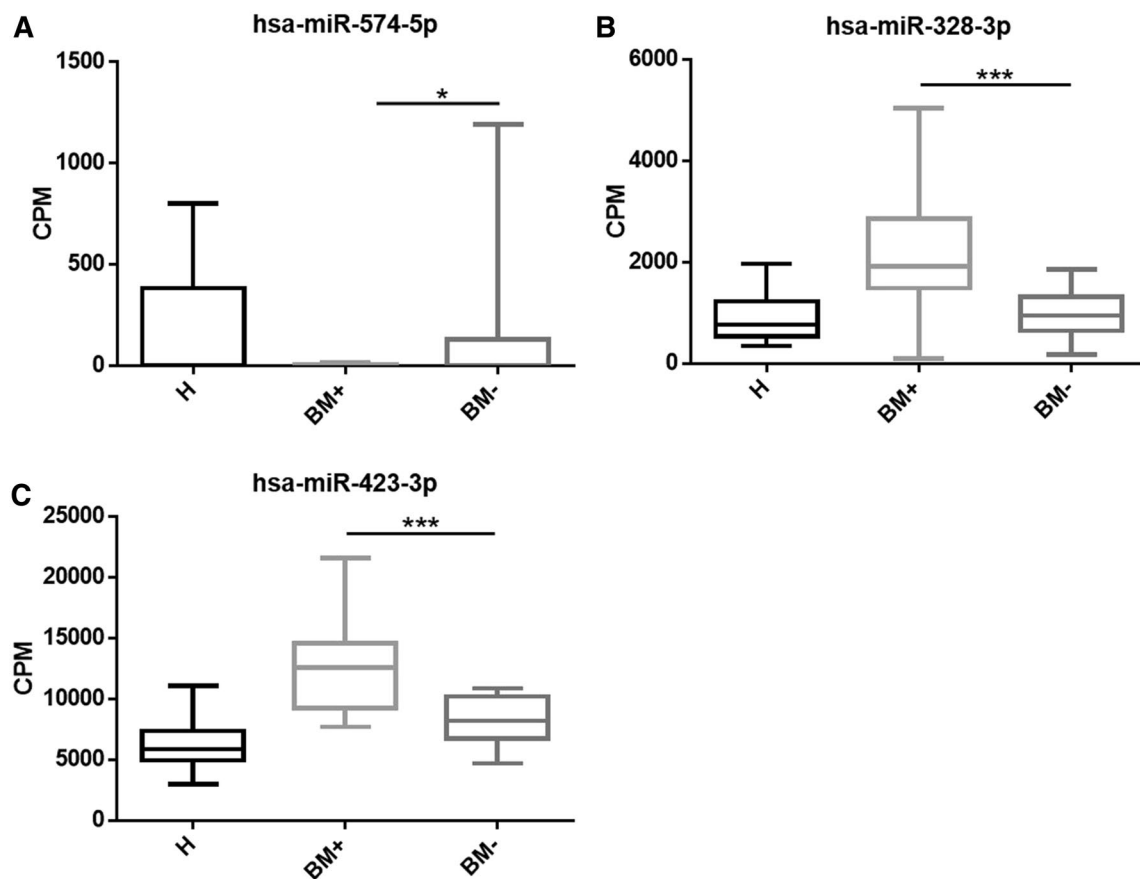 A
hsa-miR-574-5p
CPM
1500
1000
500
0
*
H
BM+
BM-
B
hsa-miR-328-3p
CPM
6000
4000
2000
0
***
H
BM+
BM-
C
hsa-miR-423-3p
CPM
25000
20000
15000
10000
5000
0
***
H
BM+
BM-